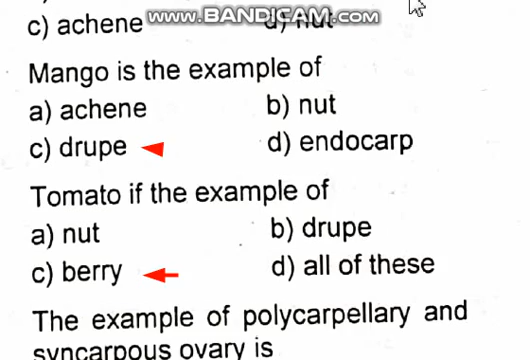 www.BANDICAM.com
c) achene d) nut
Mango is the example of
a) achene b) nut
c) drupe d) endocarp
Tomato if the example of
a) nut b) drupe
c) berry d) all of these
The example of polycarpellary and
syncarpous ovary is